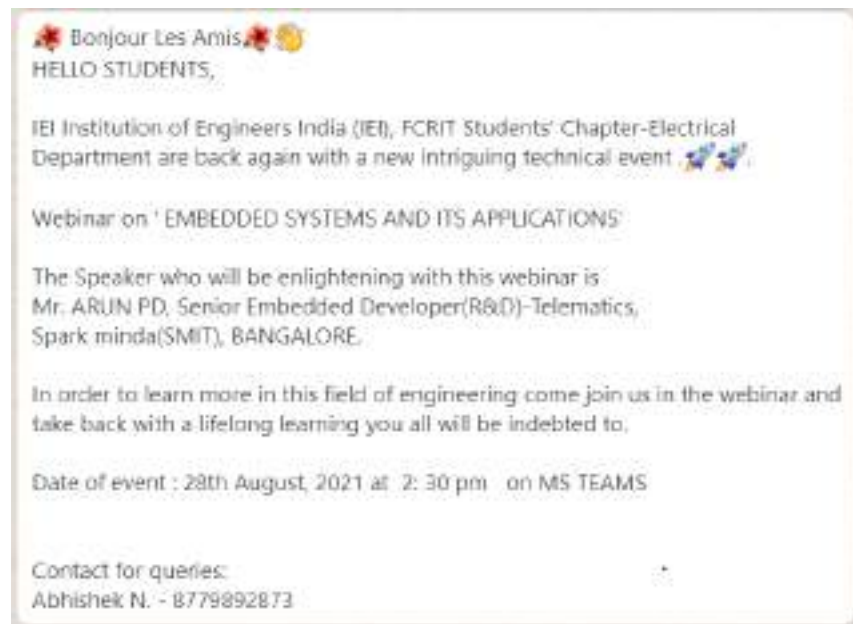 🌺 Bonjour Les Amis🌺👋
HELLO STUDENTS,
IEI Institution of Engineers India (IEI), FCRIT Students' Chapter-Electrical
Department are back again with a new intriguing technical event .🚀🚀.
Webinar on ' EMBEDDED SYSTEMS AND ITS APPLICATIONS'
The Speaker who will be enlightening with this webinar is
Mr. ARUN PD, Senior Embedded Developer(R&D)-Telematics,
Spark minda(SMIT), BANGALORE.
In order to learn more in this field of engineering come join us in the webinar and
take back with a lifelong learning you all will be indebted to.
Date of event : 28th August, 2021 at 2: 30 pm on MS TEAMS
Contact for queries:
Abhishek N. - 8779892873